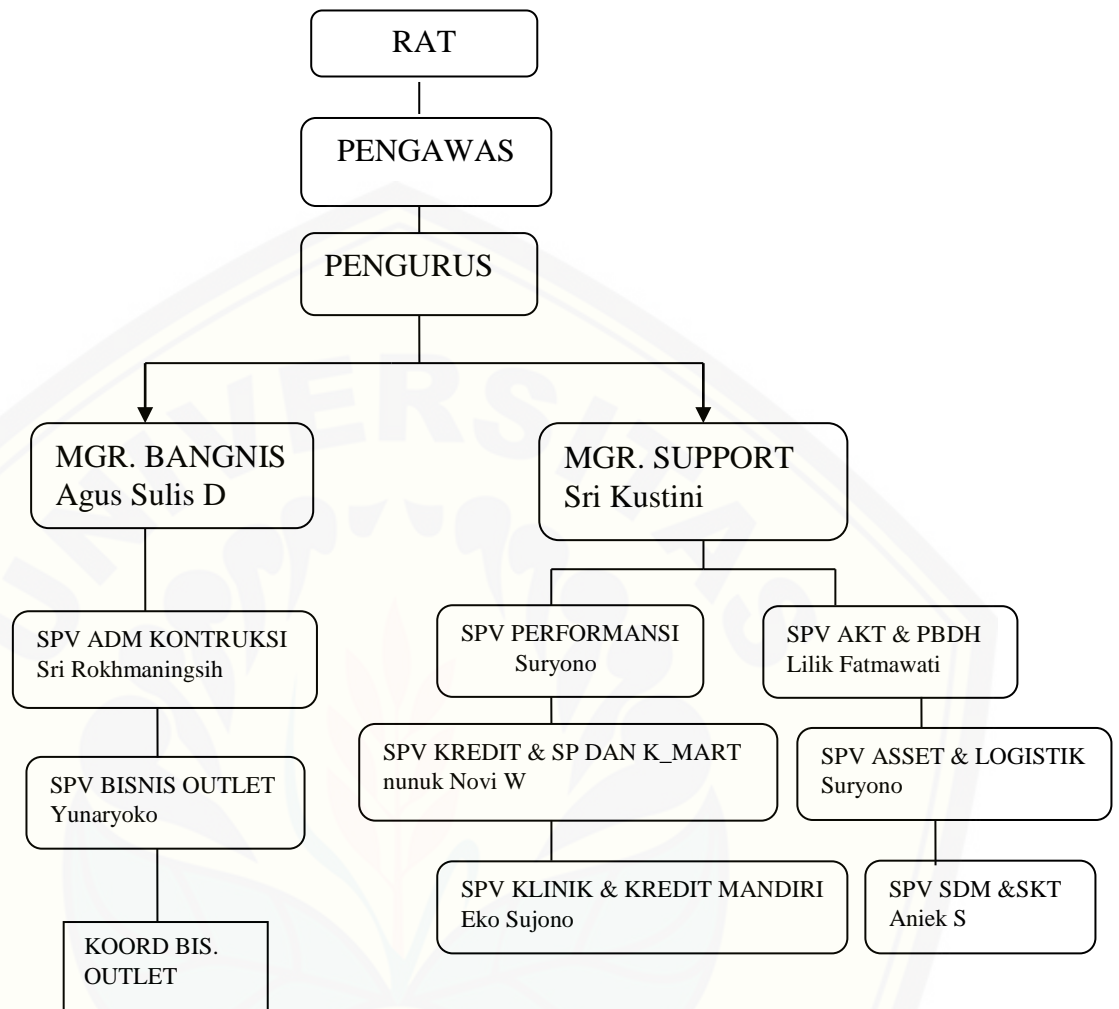 RAT
PENGAWAS
PENGURUS
MGR. BANGNIS
Agus Sulis D
MGR. SUPPORT
Sri Kustini
SPV ADM KONTRUKSI
Sri Rokhmaningsih
SPV PERFORMANSI
Suryono
SPV AKT & PBDH
Lilik Fatmawati
SPV BISNIS OUTLET
Yunaryoko
SPV KREDIT & SP DAN K_MART
nunuk Novi W
SPV ASSET & LOGISTIK
Suryono
SPV KLINIK & KREDIT MANDIRI
Eko Sujono
SPV SDM &SKT
Aniek S
KOORD BIS.
OUTLET
UNIVERSITAS